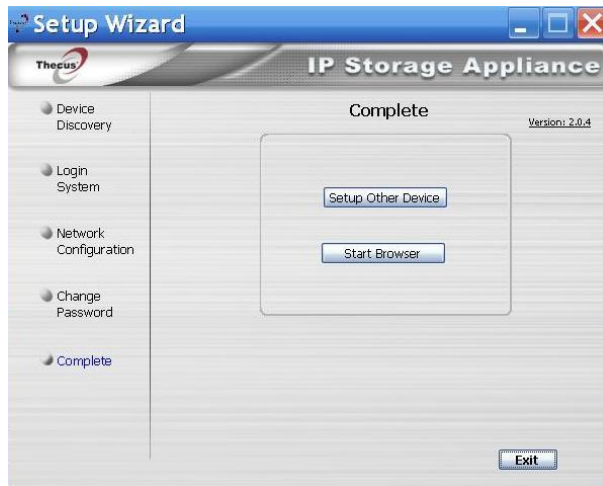 Setup Wizard
Thecus
IP Storage Appliance
Device
Discovery
Login
System
Network
Configuration
Change
Password
Complete
Complete
Version: 2.0.4
Setup Other Device
Start Browser
Exit